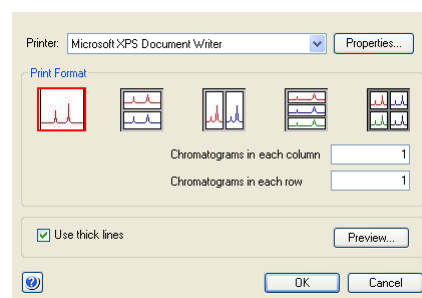 Printer: Microsoft XPS Document Writer Properties...
Print Format
Chromatograms in each column 1
Chromatograms in each row 1
Use thick lines Preview...
? OK Cancel